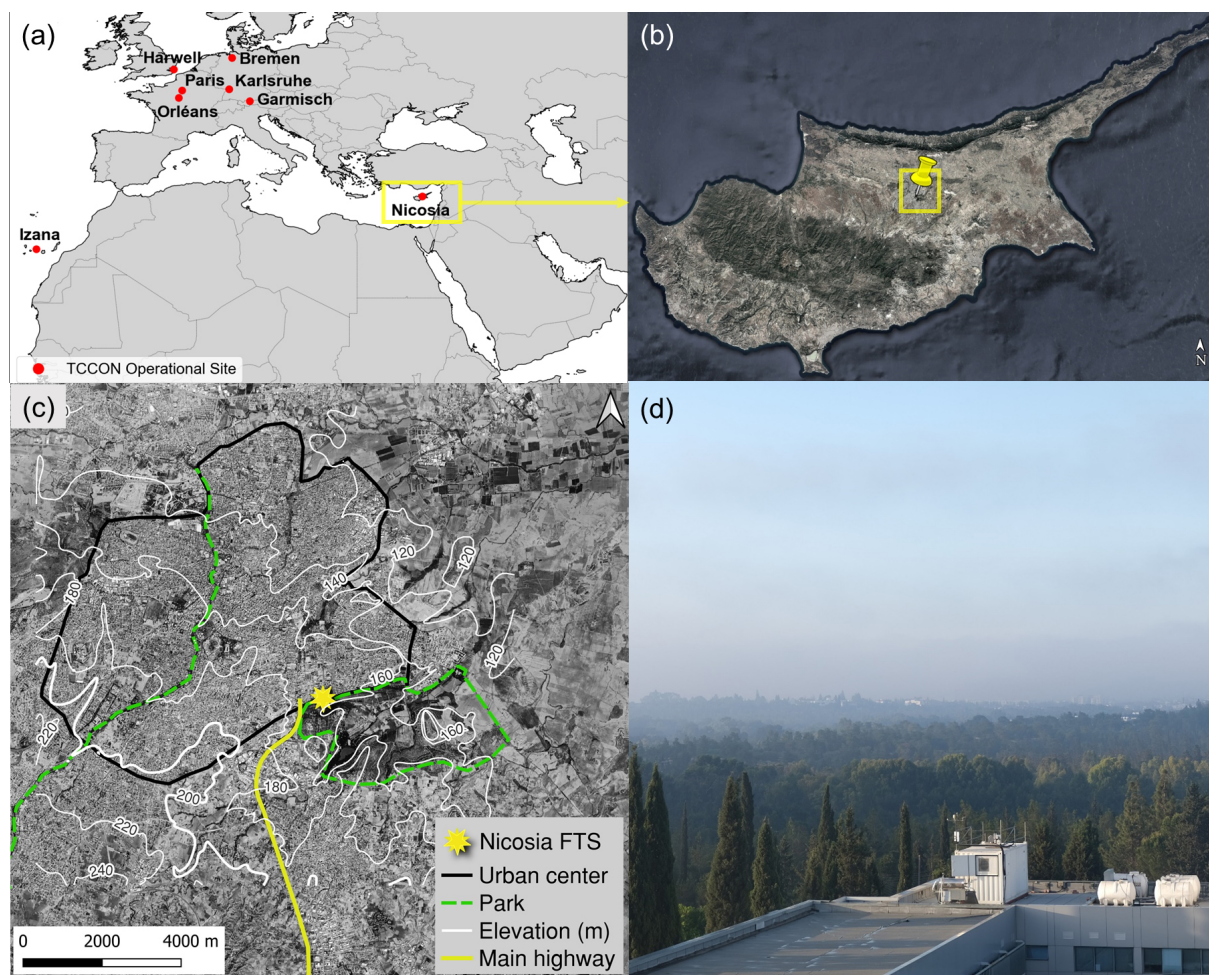 (a)
Harwell
Bremen
Paris
Karlsruhe
Orléans
Garmisch
Nicosia
Izana
TCCON Operational Site
(b)
N
(c)
180
120
120
140
120
160
160
220
200
180
220
240
Nicosia FTS
Urban center
Park
Elevation (m)
Main highway
0 2000 4000 m
(d)